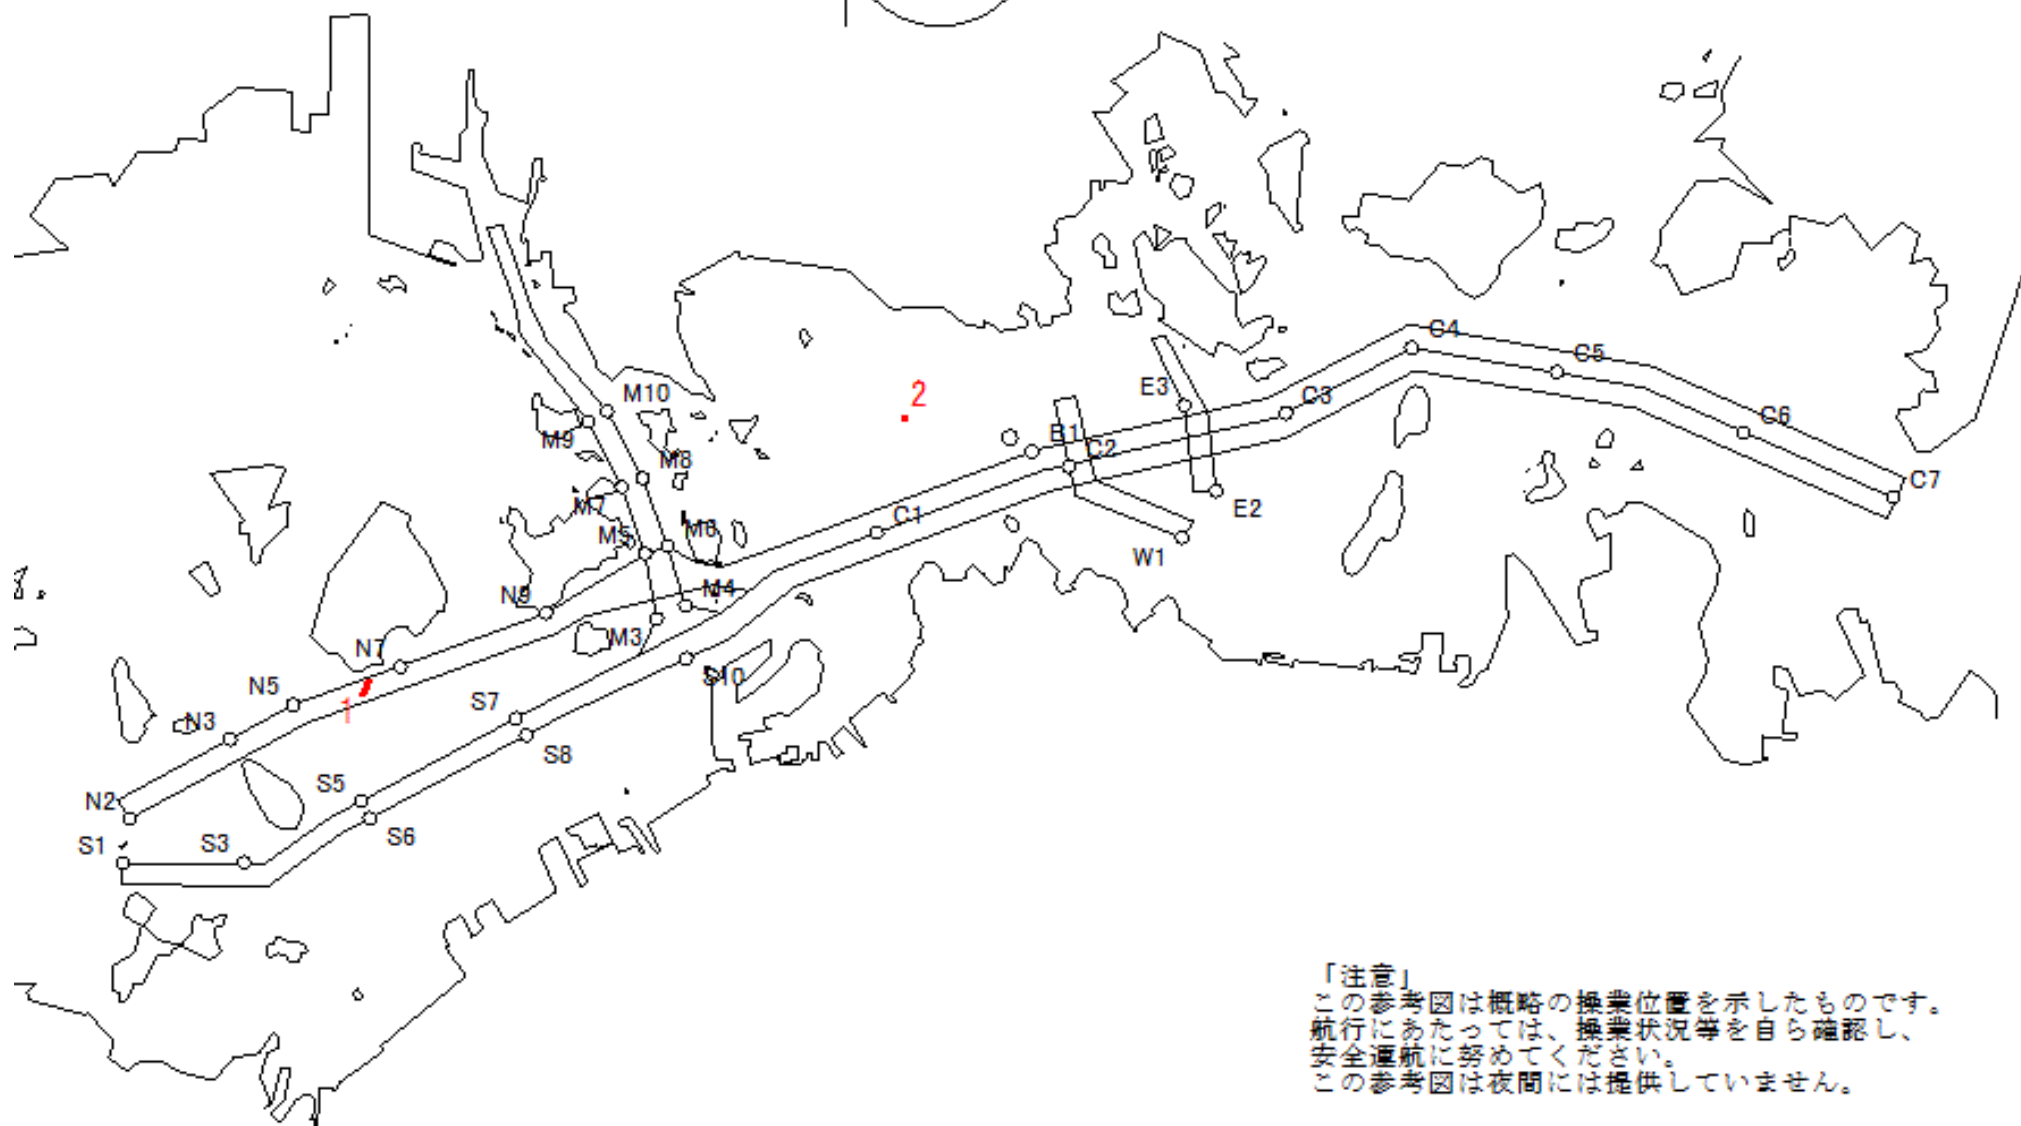 C4
C5
2
E3
M10
C3
C6
M9
B1
C2
M8
C7
M7
E2
M5
M6
C1
W1
N9
M4
M3
N7
S10
N5
1
N3
S7
S8
S5
N2
S6
S1
S3
「注意」
この参考図は概略の操業位置を示したものです。
航行にあたっては、操業状況等を自ら確認し、
安全運航に努めてください。
この参考図は夜間には提供していません。